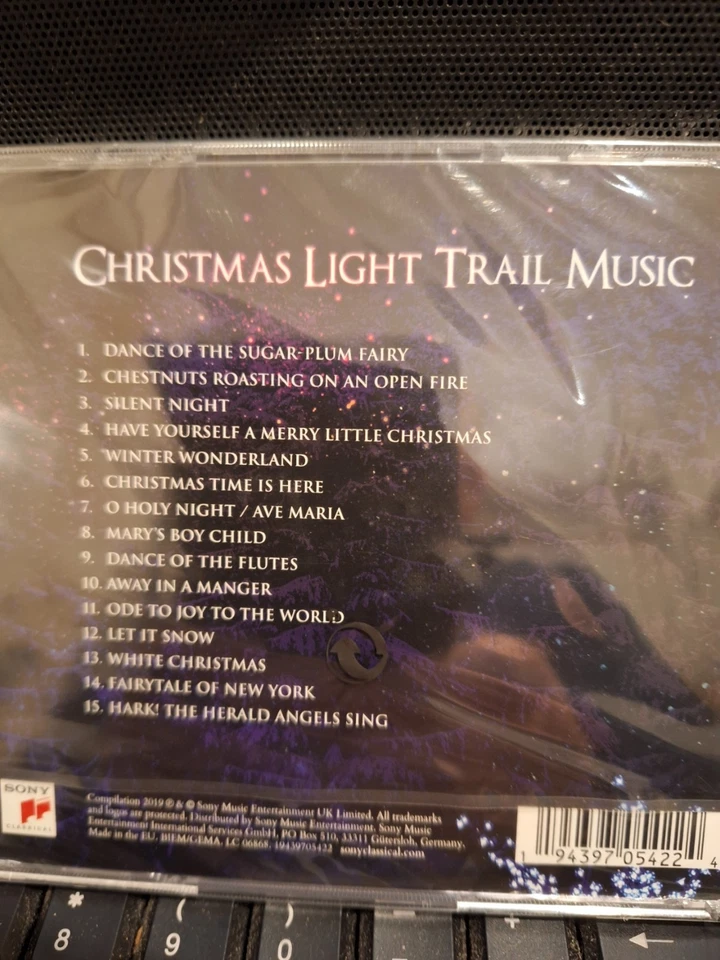 CHRISTMAS LIGHT TRAIL MUSIC
1. DANCE OF THE SUGAR-PLUM FAIRY
2. CHESTNUTS ROASTING ON AN OPEN FIRE
3. SILENT NIGHT
4. HAVE YOURSELF A MERRY LITTLE CHRISTMAS
5. WINTER WONDERLAND
6. CHRISTMAS TIME IS HERE
7. O HOLY NIGHT / AVE MARIA
8. MARY'S BOY CHILD
9. DANCE OF THE FLUTES
10. AWAY IN A MANGER
11. ODE TO JOY TO THE WORLD
12. LET IT SNOW
13. WHITE CHRISTMAS
14. FAIRYTALE OF NEW YORK
15. HARK! THE HERALD ANGELS SING
SONY
CLASSICAL
Compilation 2019 ℗ & © Sony Music Entertainment UK Limited. All trademarks
and logos are protected. Distributed by Sony Music Entertainment. Sony Music
Entertainment International Services GmbH, PO Box 510, 33311 Gütersloh, Germany.
Made in the EU. BIEM/GEMA, LC 06868. 19439705422 sonyclassical.com
1 94397 05422 4
* ( ) _ +
8 9 0 - = ←